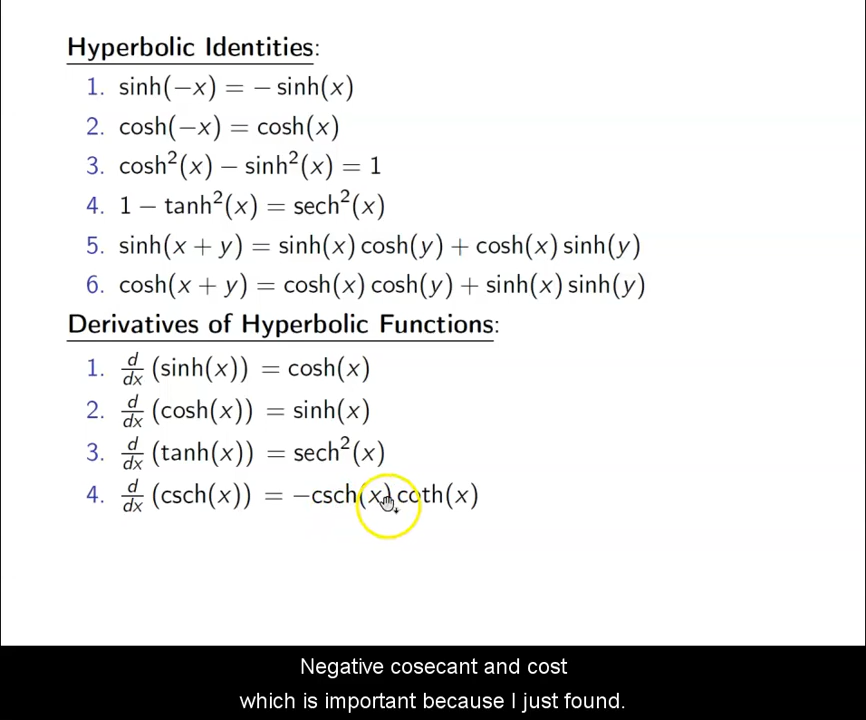 Hyperbolic Identities:
1. sinh(−x) = − sinh(x)
2. cosh(−x) = cosh(x)
3. cosh²(x) − sinh²(x) = 1
4. 1 − tanh²(x) = sech²(x)
5. sinh(x + y) = sinh(x) cosh(y) + cosh(x) sinh(y)
6. cosh(x + y) = cosh(x) cosh(y) + sinh(x) sinh(y)
Derivatives of Hyperbolic Functions:
1. d/dx (sinh(x)) = cosh(x)
2. d/dx (cosh(x)) = sinh(x)
3. d/dx (tanh(x)) = sech²(x)
4. d/dx (csch(x)) = −csch(x) coth(x)
Negative cosecant and cost
which is important because I just found.